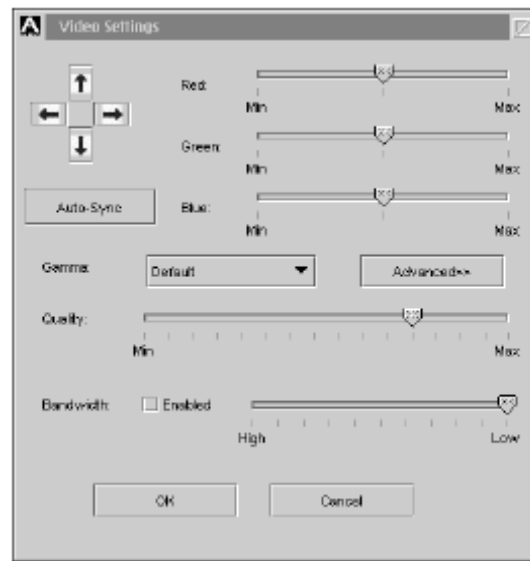 A Video Settings
Red:
Min Max
Green:
Min Max
Auto-Sync Blue:
Min Max
Gamma: Default Advanced>>
Quality:
Min Max
Bandwidth: Enabled
High Low
OK Cancel